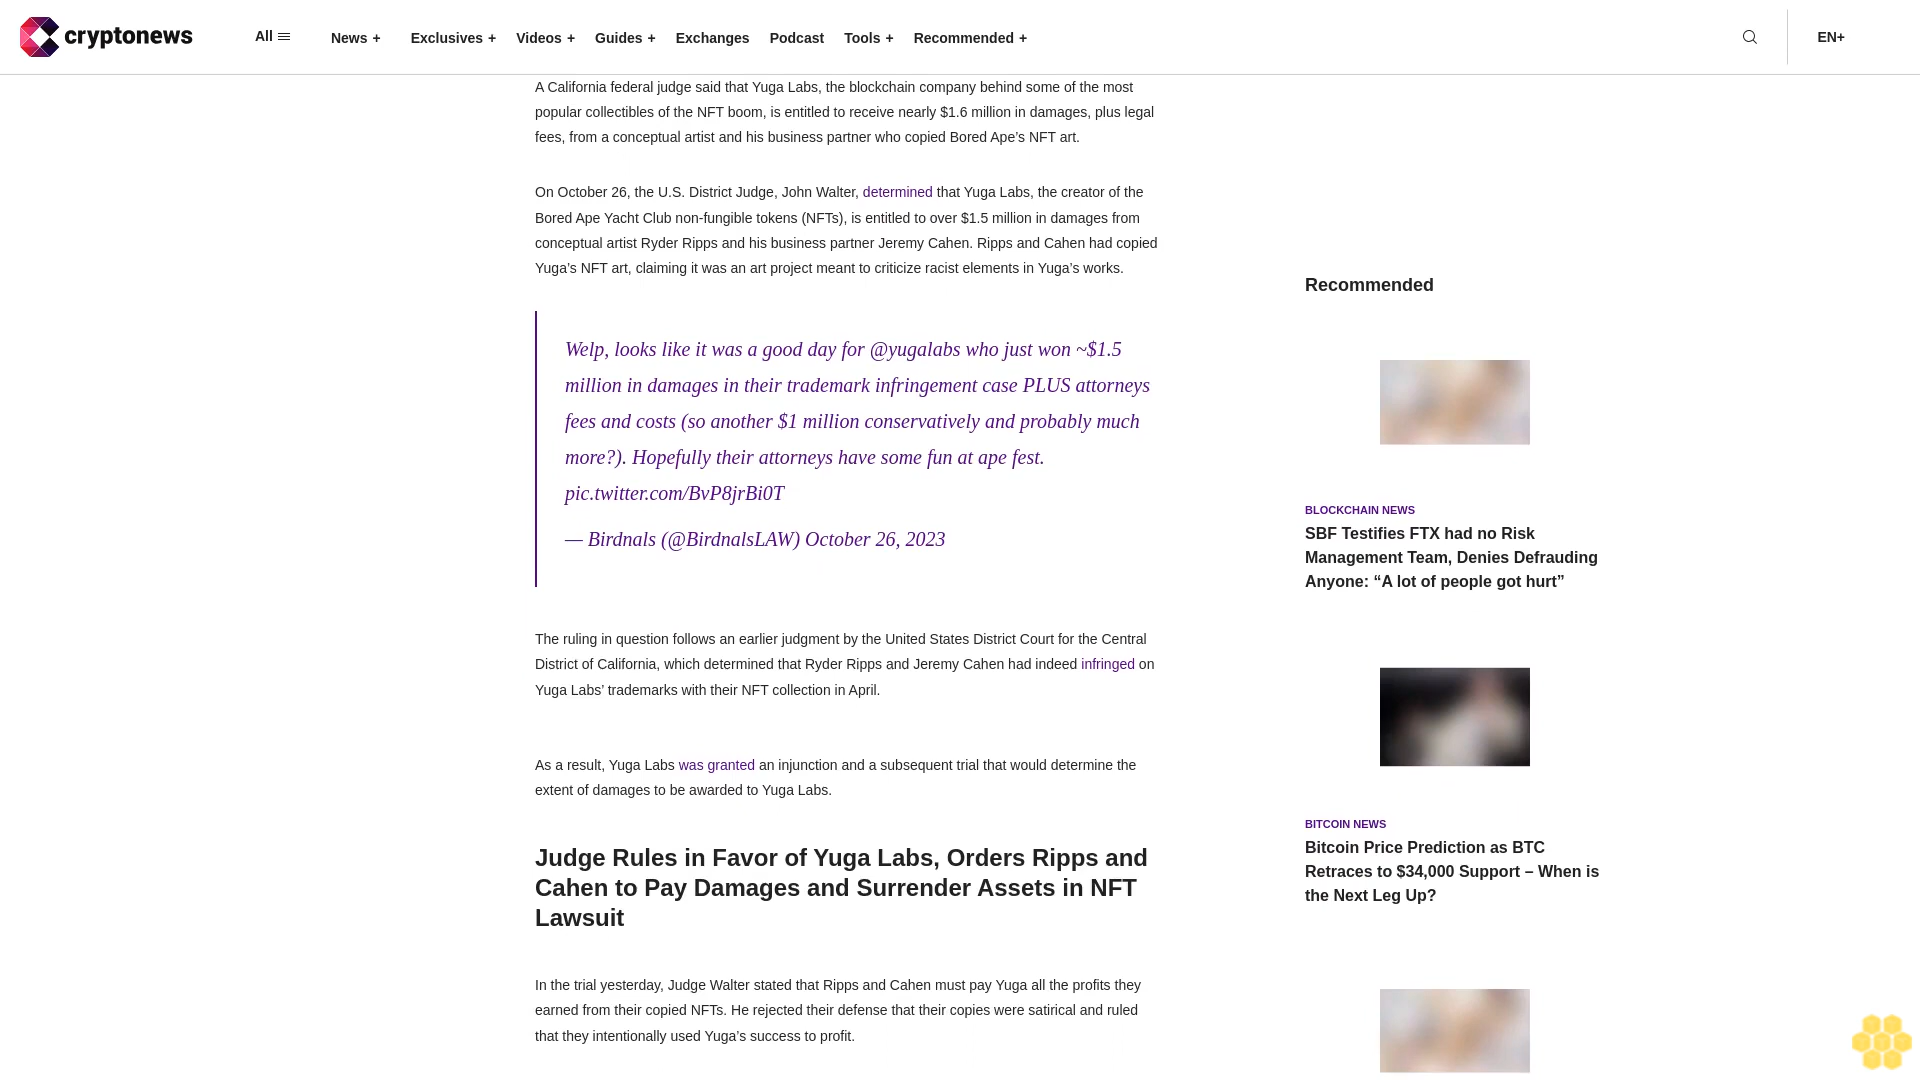 cryptonews
All
News +
Exclusives +
Videos +
Guides +
Exchanges
Podcast
Tools +
Recommended +
EN+
A California federal judge said that Yuga Labs, the blockchain company behind some of the most
popular collectibles of the NFT boom, is entitled to receive nearly $1.6 million in damages, plus legal
fees, from a conceptual artist and his business partner who copied Bored Ape’s NFT art.
On October 26, the U.S. District Judge, John Walter, determined that Yuga Labs, the creator of the
Bored Ape Yacht Club non-fungible tokens (NFTs), is entitled to over $1.5 million in damages from
conceptual artist Ryder Ripps and his business partner Jeremy Cahen. Ripps and Cahen had copied
Yuga’s NFT art, claiming it was an art project meant to criticize racist elements in Yuga’s works.
Welp, looks like it was a good day for @yugalabs who just won ~$1.5
million in damages in their trademark infringement case PLUS attorneys
fees and costs (so another $1 million conservatively and probably much
more?). Hopefully their attorneys have some fun at ape fest.
pic.twitter.com/BvP8jrBi0T
— Birdnals (@BirdnalsLAW) October 26, 2023
The ruling in question follows an earlier judgment by the United States District Court for the Central
District of California, which determined that Ryder Ripps and Jeremy Cahen had indeed infringed on
Yuga Labs’ trademarks with their NFT collection in April.
As a result, Yuga Labs was granted an injunction and a subsequent trial that would determine the
extent of damages to be awarded to Yuga Labs.
Judge Rules in Favor of Yuga Labs, Orders Ripps and
Cahen to Pay Damages and Surrender Assets in NFT
Lawsuit
In the trial yesterday, Judge Walter stated that Ripps and Cahen must pay Yuga all the profits they
earned from their copied NFTs. He rejected their defense that their copies were satirical and ruled
that they intentionally used Yuga’s success to profit.
Recommended
BLOCKCHAIN NEWS
SBF Testifies FTX had no Risk
Management Team, Denies Defrauding
Anyone: “A lot of people got hurt”
BITCOIN NEWS
Bitcoin Price Prediction as BTC
Retraces to $34,000 Support – When is
the Next Leg Up?